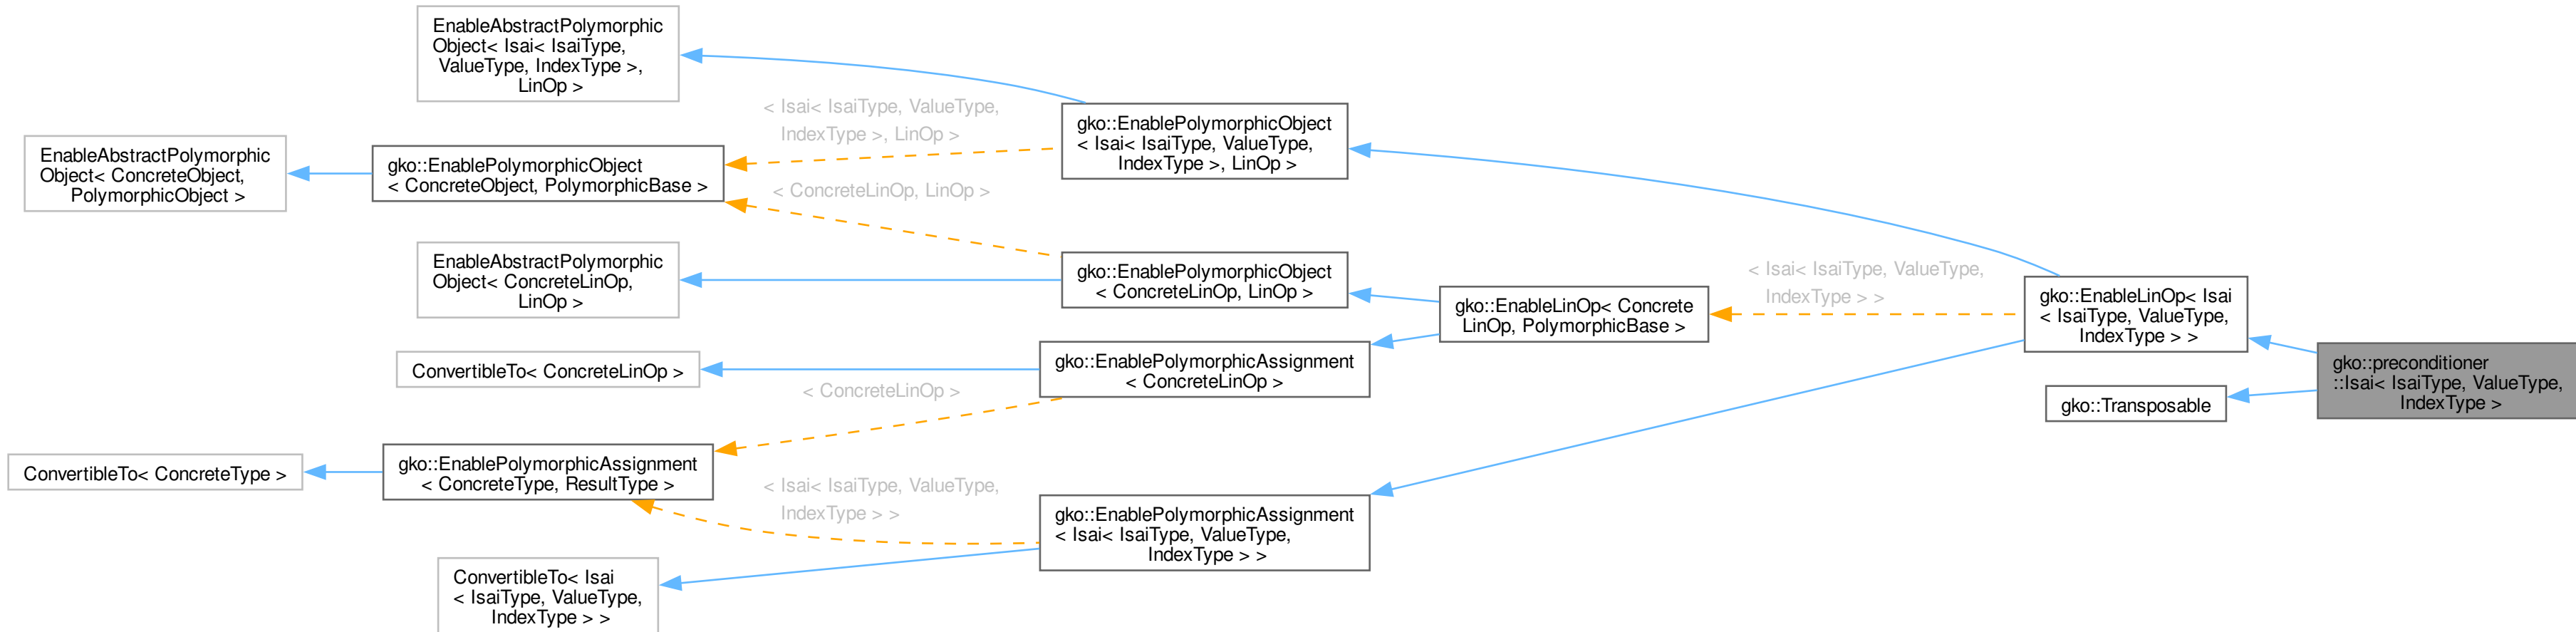 EnableAbstractPolymorphic
Object< Isai< IsaiType,
ValueType, IndexType >,
LinOp >
EnableAbstractPolymorphic
Object< ConcreteObject,
PolymorphicObject >
gko::EnablePolymorphicObject
< ConcreteObject, PolymorphicBase >
< Isai< IsaiType, ValueType,
IndexType >, LinOp >
< ConcreteLinOp, LinOp >
gko::EnablePolymorphicObject
< Isai< IsaiType, ValueType,
IndexType >, LinOp >
EnableAbstractPolymorphic
Object< ConcreteLinOp,
LinOp >
gko::EnablePolymorphicObject
< ConcreteLinOp, LinOp >
gko::EnableLinOp< Concrete
LinOp, PolymorphicBase >
< Isai< IsaiType, ValueType,
IndexType > >
gko::EnableLinOp< Isai
< IsaiType, ValueType,
IndexType > >
gko::preconditioner
::Isai< IsaiType, ValueType,
IndexType >
gko::Transposable
ConvertibleTo< ConcreteLinOp >
gko::EnablePolymorphicAssignment
< ConcreteLinOp >
< ConcreteLinOp >
ConvertibleTo< ConcreteType >
gko::EnablePolymorphicAssignment
< ConcreteType, ResultType >
< Isai< IsaiType, ValueType,
IndexType > >
gko::EnablePolymorphicAssignment
< Isai< IsaiType, ValueType,
IndexType > >
ConvertibleTo< Isai
< IsaiType, ValueType,
IndexType > >